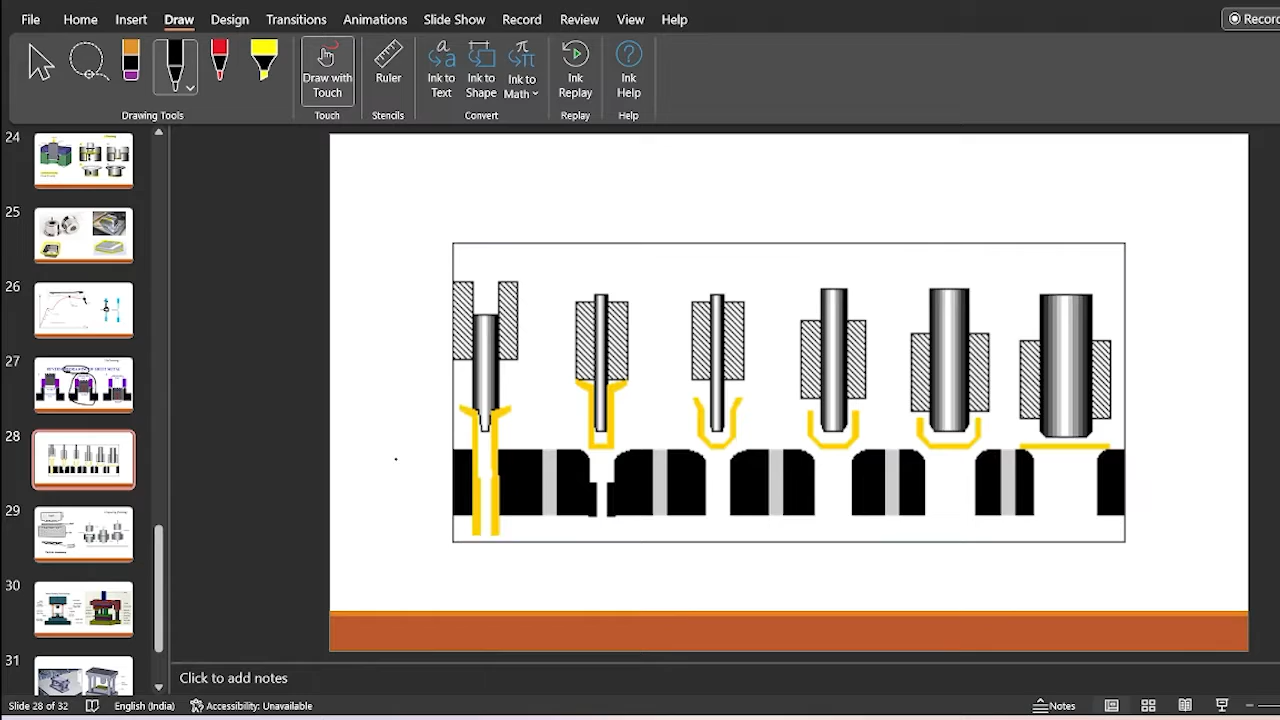 File Home Insert Draw Design Transitions Animations Slide Show Record Review View Help Recor
Draw with Touch
Ruler
Ink to Text
Ink to Shape
Ink to Math
Ink Replay
Ink Help
Drawing Tools Touch Stencils Convert Replay Help
24
25
26
27
28
29
30
31
Click to add notes
Slide 28 of 32 English (India) Accessibility: Unavailable Notes